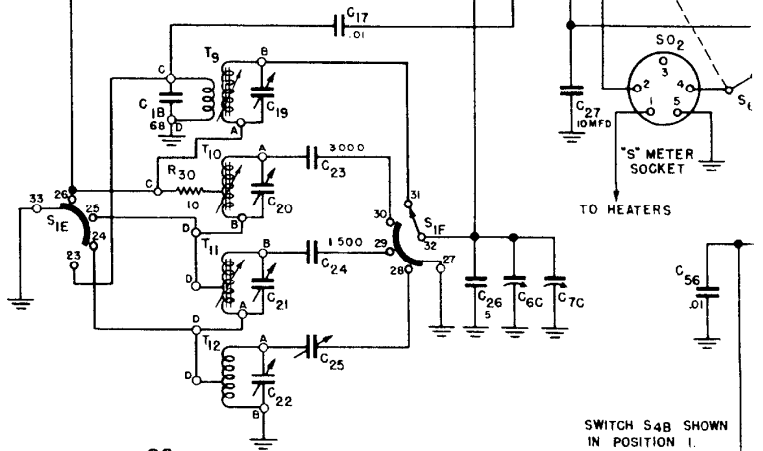 C17
.01
SO2
T9
B
C
3
C
1B
68
D
C19
2
4
1
5
C27
10MFD
S6
A
T10
A
3000
C23
"S" METER
SOCKET
R30
C
10
C20
B
D
TO HEATERS
33
26
25
S1E
24
23
T11
B
1500
C24
30
31
S1F
29
32
28
27
D
C21
A
C26
5
C6C
C7C
C56
.01
D
T12
A
C25
D
C22
B
SWITCH S4B SHOWN
IN POSITION 1.